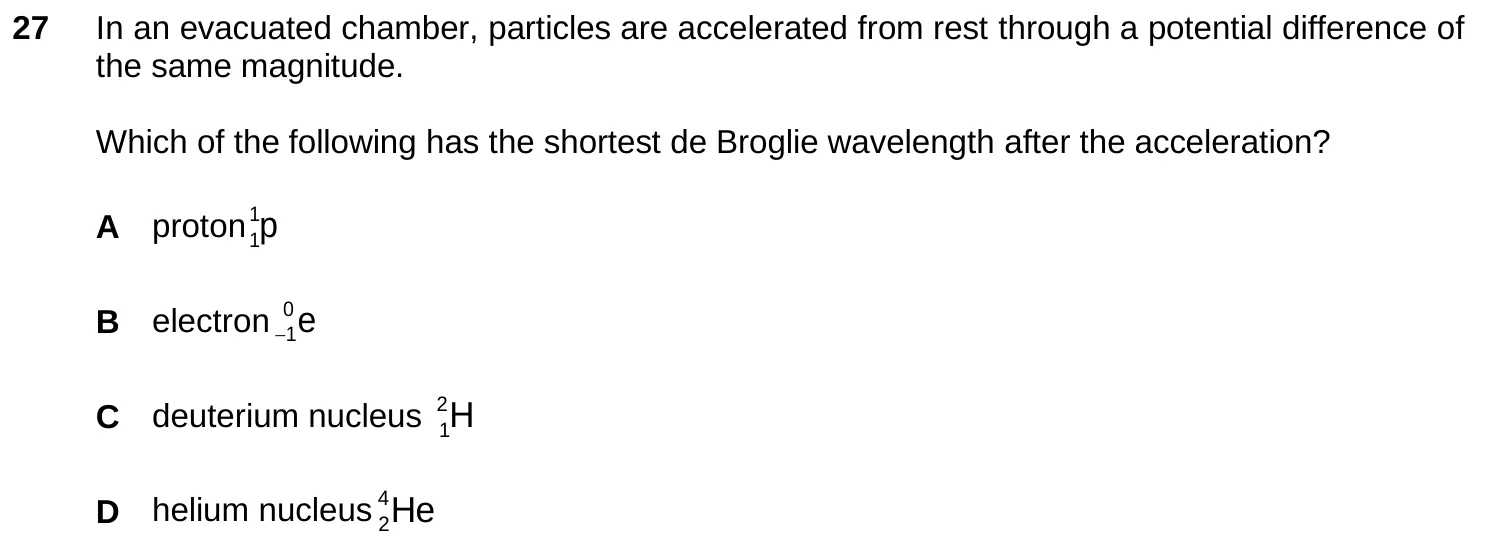 27 In an evacuated chamber, particles are accelerated from rest through a potential difference of
the same magnitude.
Which of the following has the shortest de Broglie wavelength after the acceleration?
A proton ¹₁p
B electron ⁰₋₁e
C deuterium nucleus ²₁H
D helium nucleus ⁴₂He